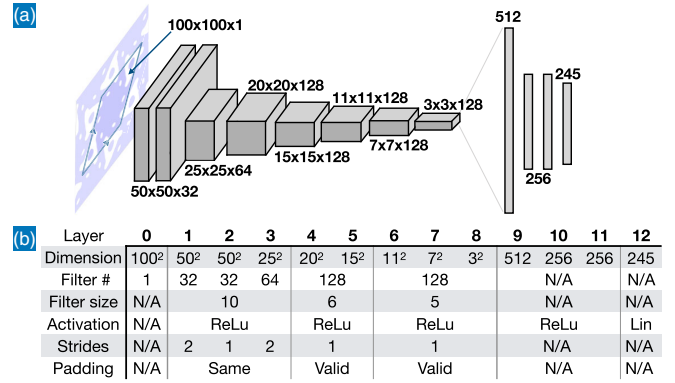 (a)
100x100x1
512
20x20x128
245
11x11x128
3x3x128
7x7x128
15x15x128
25x25x64
256
50x50x32
(b)
Layer 0 1 2 3 4 5 6 7 8 9 10 11 12
Dimension 100² 50² 50² 25² 20² 15² 11² 7² 3² 512 256 256 245
Filter # 1 32 32 64 128 128 N/A N/A
Filter size N/A 10 6 5 N/A N/A
Activation N/A ReLu ReLu ReLu ReLu Lin
Strides N/A 2 1 2 1 1 N/A N/A
Padding N/A Same Valid Valid N/A N/A